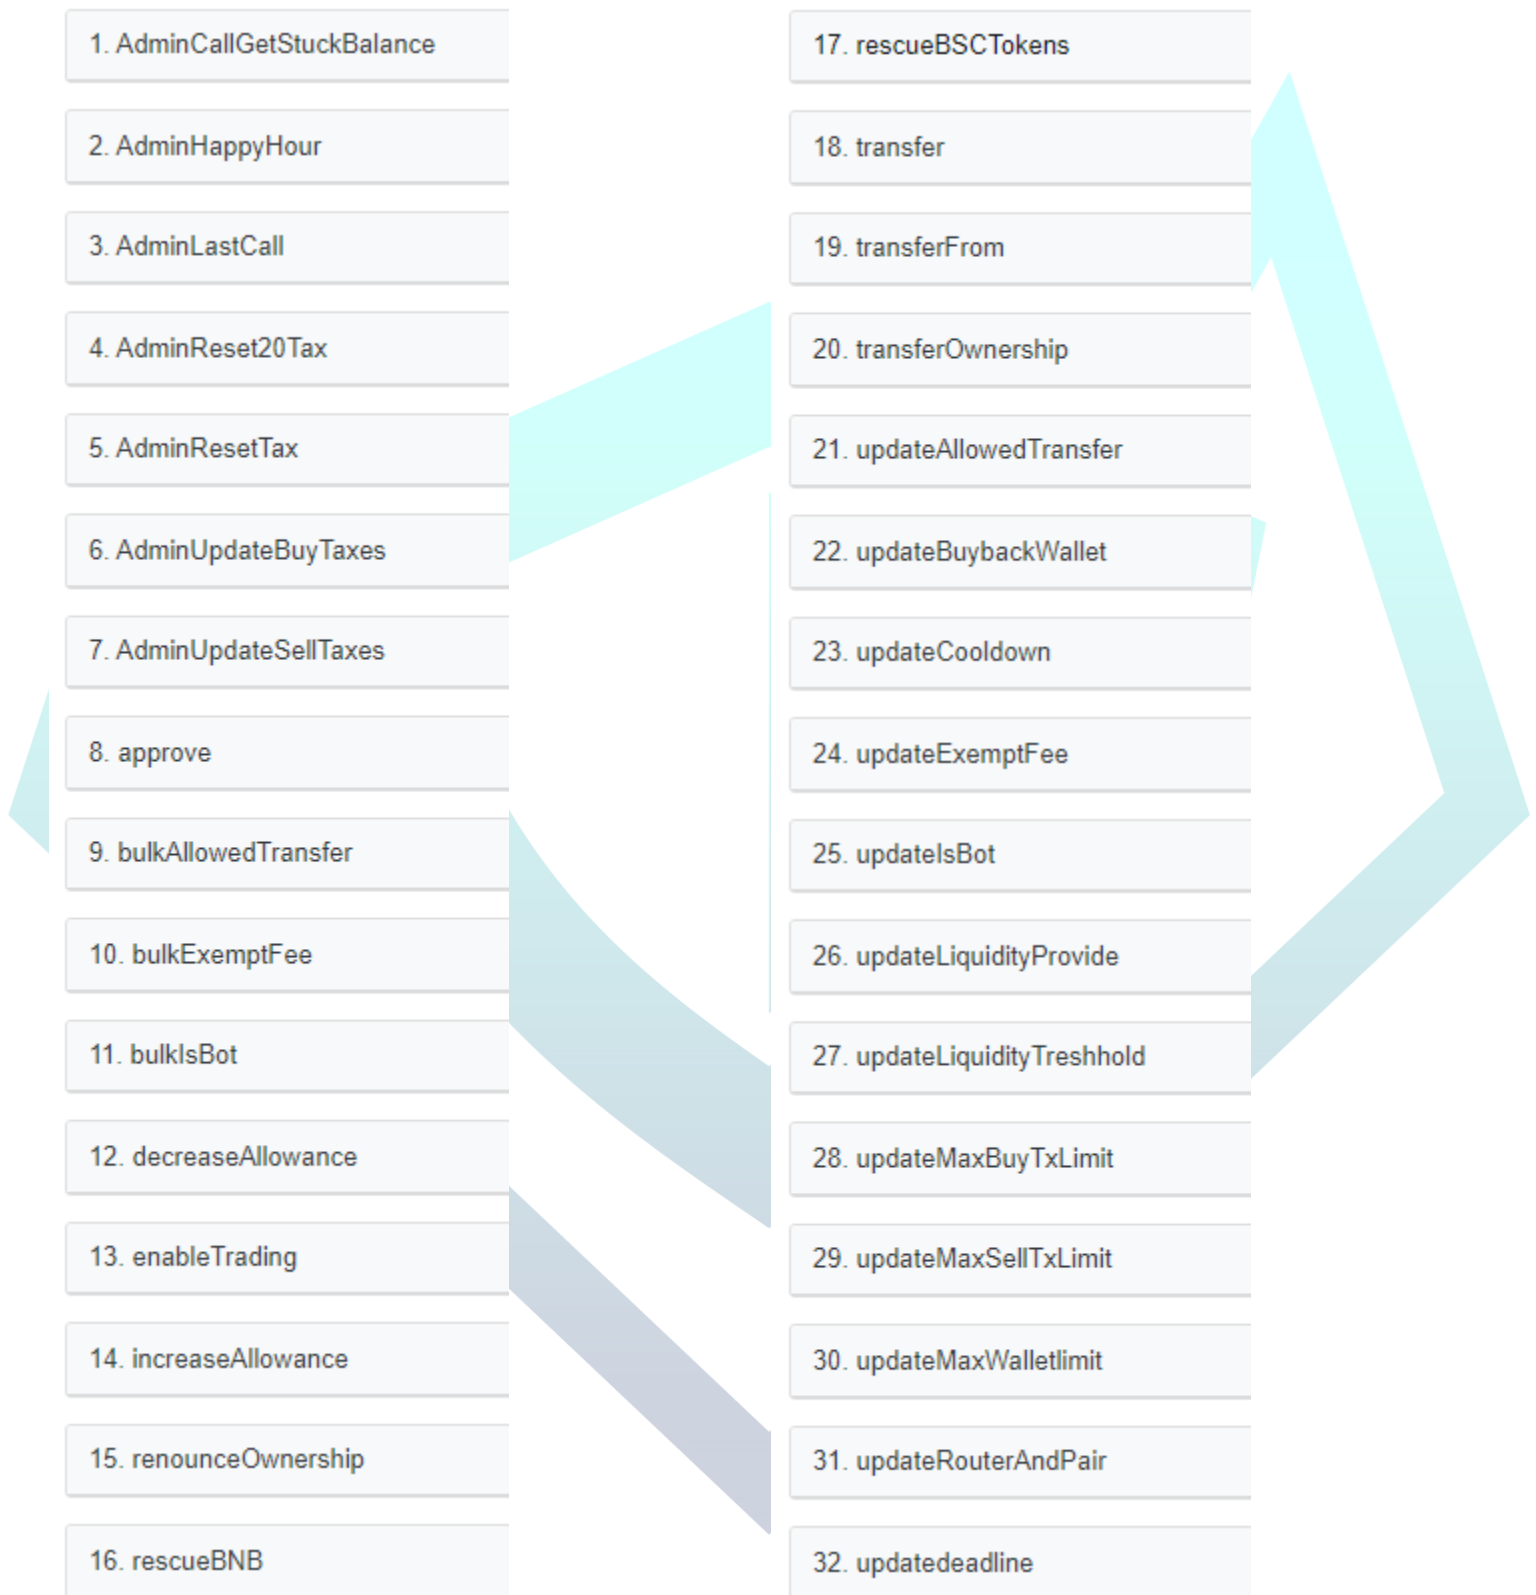 1. AdminCallGetStuckBalance
2. AdminHappyHour
3. AdminLastCall
4. AdminReset20Tax
5. AdminResetTax
6. AdminUpdateBuyTaxes
7. AdminUpdateSellTaxes
8. approve
9. bulkAllowedTransfer
10. bulkExemptFee
11. bulkIsBot
12. decreaseAllowance
13. enableTrading
14. increaseAllowance
15. renounceOwnership
16. rescueBNB
17. rescueBSCTokens
18. transfer
19. transferFrom
20. transferOwnership
21. updateAllowedTransfer
22. updateBuybackWallet
23. updateCooldown
24. updateExemptFee
25. updateIsBot
26. updateLiquidityProvide
27. updateLiquidityTreshhold
28. updateMaxBuyTxLimit
29. updateMaxSellTxLimit
30. updateMaxWalletlimit
31. updateRouterAndPair
32. updatedeadline